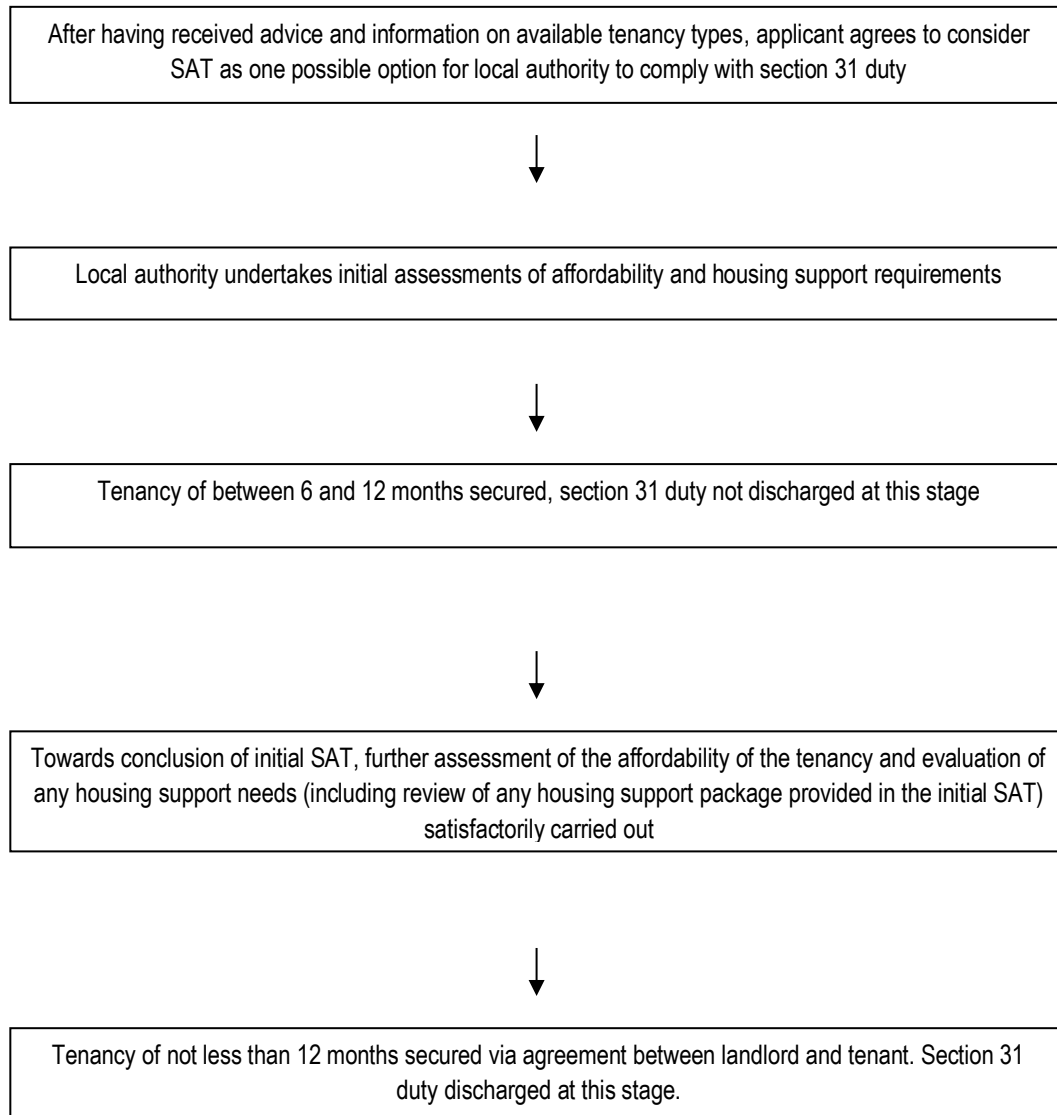 After having received advice and information on available tenancy types, applicant agrees to consider
SAT as one possible option for local authority to comply with section 31 duty
Local authority undertakes initial assessments of affordability and housing support requirements
Tenancy of between 6 and 12 months secured, section 31 duty not discharged at this stage
Towards conclusion of initial SAT, further assessment of the affordability of the tenancy and evaluation of
any housing support needs (including review of any housing support package provided in the initial SAT)
satisfactorily carried out
Tenancy of not less than 12 months secured via agreement between landlord and tenant. Section 31
duty discharged at this stage.